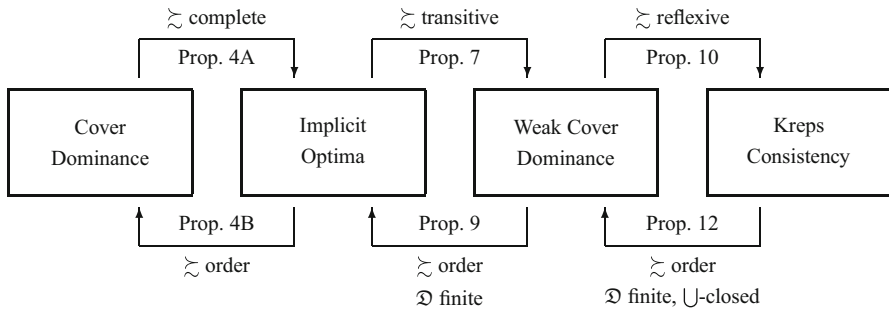 ≿ complete
≿ transitive
≿ reflexive
Prop. 4A
Prop. 7
Prop. 10
Cover
Dominance
Implicit
Optima
Weak Cover
Dominance
Kreps
Consistency
Prop. 4B
Prop. 9
Prop. 12
≿ order
≿ order
𝔇 finite
≿ order
𝔇 finite, ⋃-closed